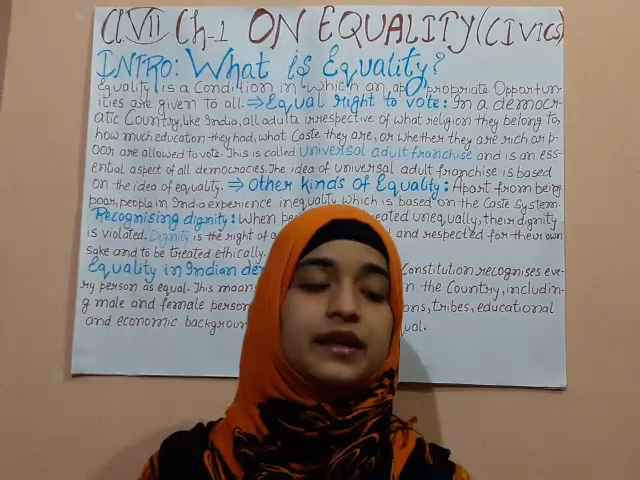 Cl VII Ch-1 ON EQUALITY (CIVICS)
INTRO: What is Equality?
Equality is a Condition in which an appropriate Opportun-
ities are given to all. ⇒ Equal right to vote: In a democr-
atic Country, like India, all adults irrespective of what religion they belong to,
how much education they had, what Caste they are, or whether they are rich or p-
oor are allowed to vote. This is called universal adult franchise and is an ess-
ential aspect of all democracies. The idea of universal adult franchise is based
on the idea of equality. ⇒ Other kinds of Equality: Apart from being
poor, people in India experience inequality which is based on the Caste System.
Recognising dignity: When pe treated unequally, their dignity
is violated. Dignity is the right of a and respected for their own
sake and to be treated ethically.
Equality in Indian de Constitution recognises eve-
ry person as equal. This means in the Country, includin-
g male and female person ons, tribes, educational
and economic backgroun ual.